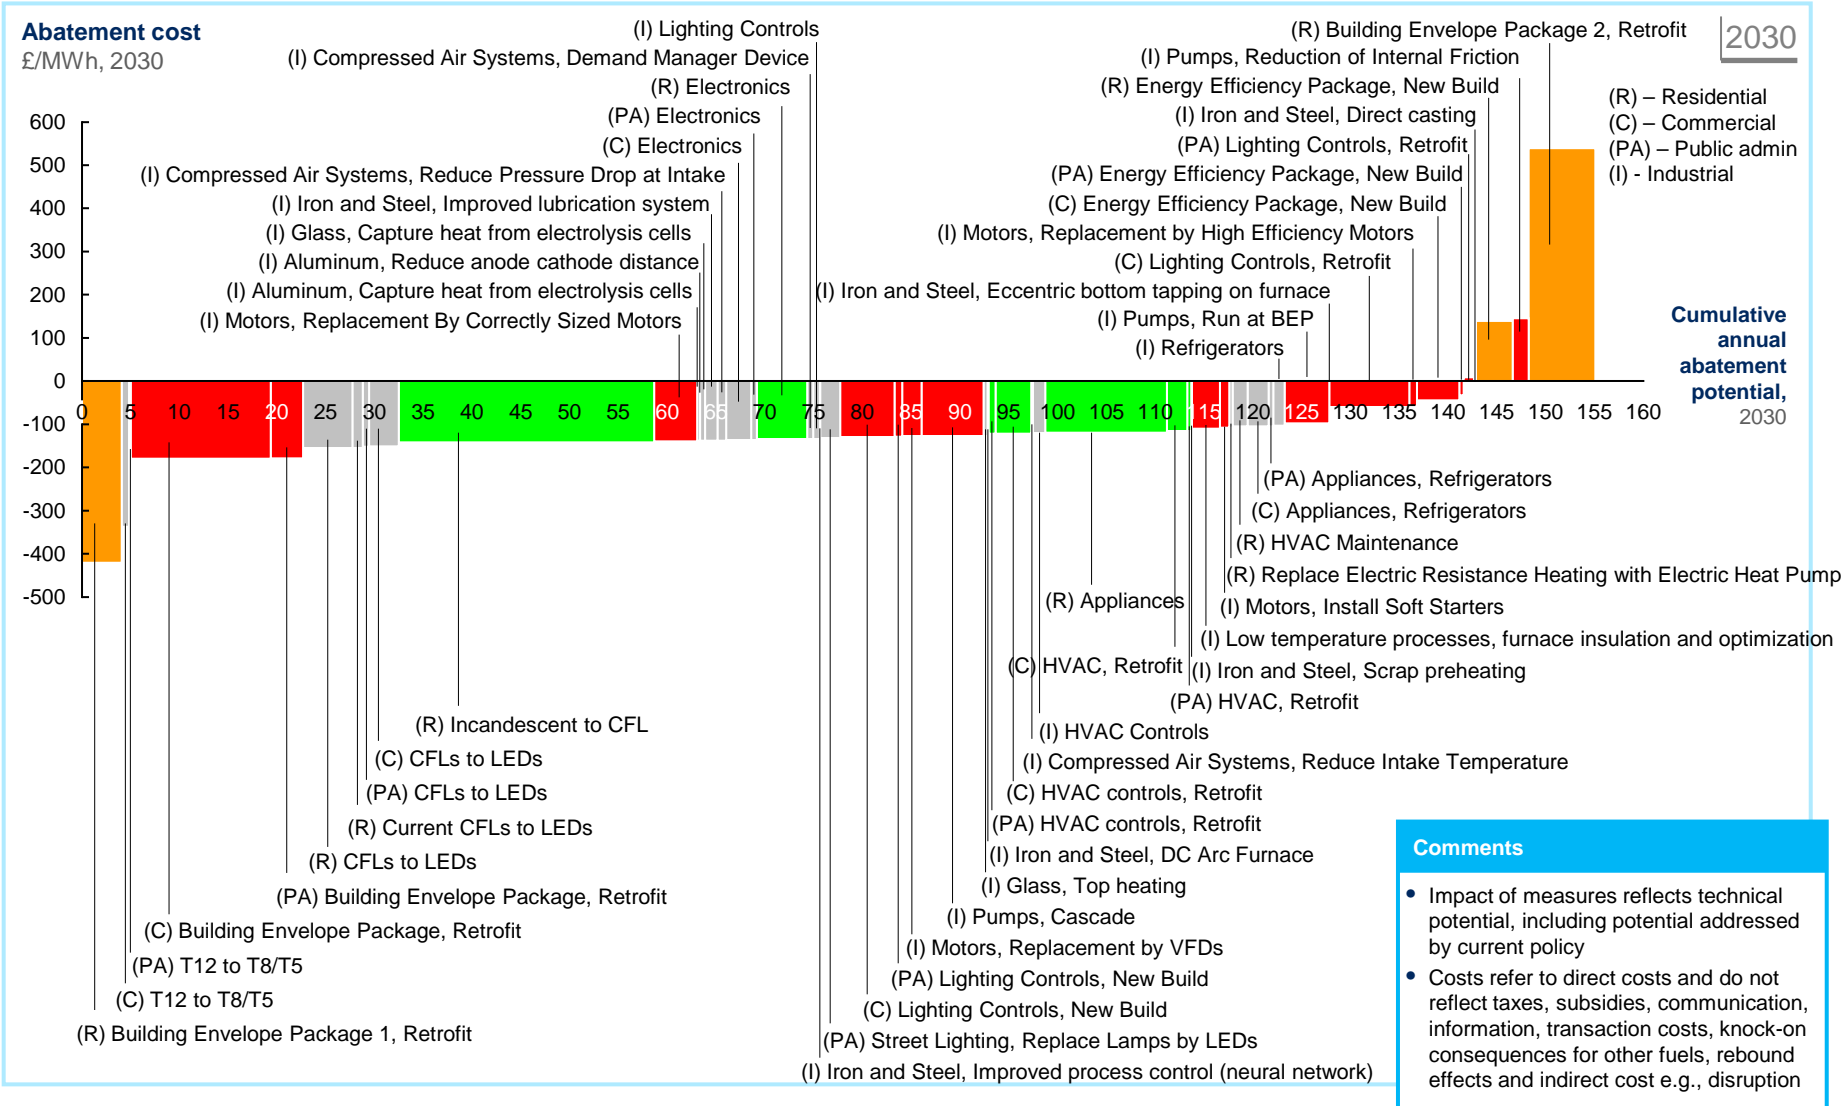 Abatement cost
£/MWh, 2030
2030
(I) Lighting Controls
(I) Compressed Air Systems, Demand Manager Device
(R) Electronics
(PA) Electronics
(C) Electronics
(I) Compressed Air Systems, Reduce Pressure Drop at Intake
(I) Iron and Steel, Improved lubrication system
(I) Glass, Capture heat from electrolysis cells
(I) Aluminum, Reduce anode cathode distance
(I) Aluminum, Capture heat from electrolysis cells
(I) Motors, Replacement By Correctly Sized Motors
(R) Building Envelope Package 2, Retrofit
(I) Pumps, Reduction of Internal Friction
(R) Energy Efficiency Package, New Build
(I) Iron and Steel, Direct casting
(PA) Lighting Controls, Retrofit
(PA) Energy Efficiency Package, New Build
(C) Energy Efficiency Package, New Build
(I) Motors, Replacement by High Efficiency Motors
(C) Lighting Controls, Retrofit
(I) Iron and Steel, Eccentric bottom tapping on furnace
(I) Pumps, Run at BEP
(I) Refrigerators
(R) – Residential
(C) – Commercial
(PA) – Public admin
(I) - Industrial
600
500
400
300
200
100
0
-100
-200
-300
-400
-500
0 5 10 15 20 25 30 35 40 45 50 55 60 65 70 75 80 85 90 95 100 105 110 115 120 125 130 135 140 145 150 155 160
Cumulative
annual
abatement
potential,
2030
(PA) Appliances, Refrigerators
(C) Appliances, Refrigerators
(R) HVAC Maintenance
(R) Replace Electric Resistance Heating with Electric Heat Pump
(R) Appliances
(I) Motors, Install Soft Starters
(I) Low temperature processes, furnace insulation and optimization
(C) HVAC, Retrofit
(I) Iron and Steel, Scrap preheating
(PA) HVAC, Retrofit
(I) HVAC Controls
(I) Compressed Air Systems, Reduce Intake Temperature
(C) HVAC controls, Retrofit
(PA) HVAC controls, Retrofit
(I) Iron and Steel, DC Arc Furnace
(I) Glass, Top heating
(I) Pumps, Cascade
(I) Motors, Replacement by VFDs
(PA) Lighting Controls, New Build
(C) Lighting Controls, New Build
(PA) Street Lighting, Replace Lamps by LEDs
(I) Iron and Steel, Improved process control (neural network)
(R) Incandescent to CFL
(C) CFLs to LEDs
(PA) CFLs to LEDs
(R) Current CFLs to LEDs
(R) CFLs to LEDs
(PA) Building Envelope Package, Retrofit
(C) Building Envelope Package, Retrofit
(PA) T12 to T8/T5
(C) T12 to T8/T5
(R) Building Envelope Package 1, Retrofit
Comments
• Impact of measures reflects technical
potential, including potential addressed
by current policy
• Costs refer to direct costs and do not
reflect taxes, subsidies, communication,
information, transaction costs, knock-on
consequences for other fuels, rebound
effects and indirect cost e.g., disruption